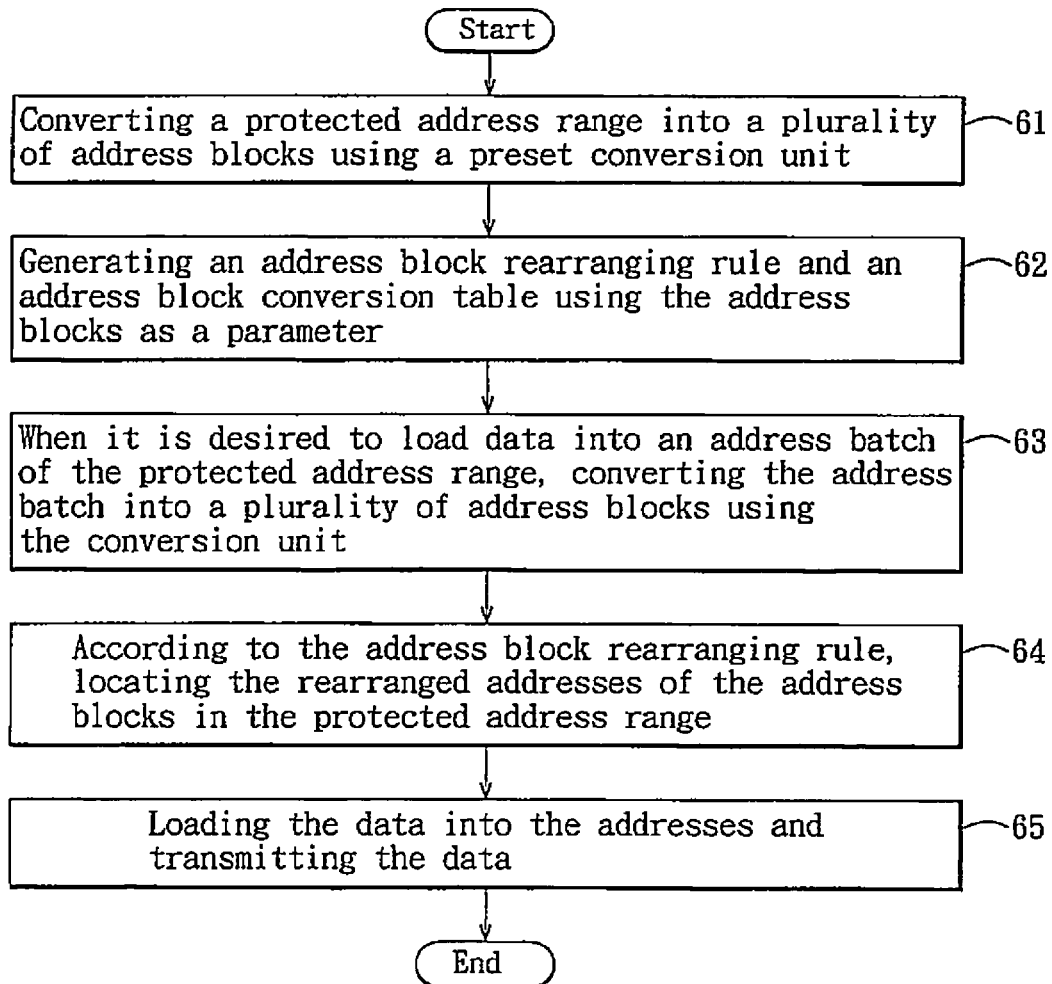 Start
Converting a protected address range into a plurality
of address blocks using a preset conversion unit
61
Generating an address block rearranging rule and an
address block conversion table using the address
blocks as a parameter
62
When it is desired to load data into an address batch
of the protected address range, converting the address
batch into a plurality of address blocks using
the conversion unit
63
According to the address block rearranging rule,
locating the rearranged addresses of the address
blocks in the protected address range
64
Loading the data into the addresses and
transmitting the data
65
End